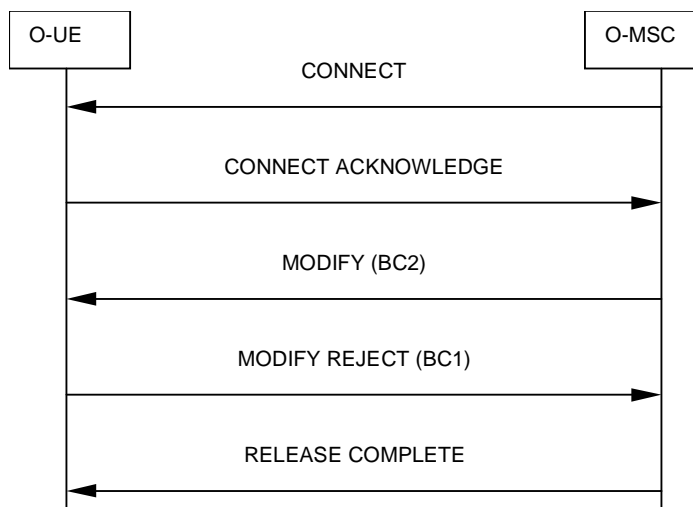 O-UE
O-MSC
CONNECT
CONNECT ACKNOWLEDGE
MODIFY (BC2)
MODIFY REJECT (BC1)
RELEASE COMPLETE